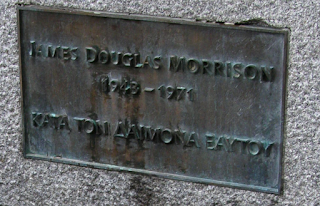 JAMES DOUGLAS MORRISON
1943-1971
ΚΑΤΑ ΤΟΝ ΔΑΙΜΟΝΑ ΕΑΥΤΟΥ